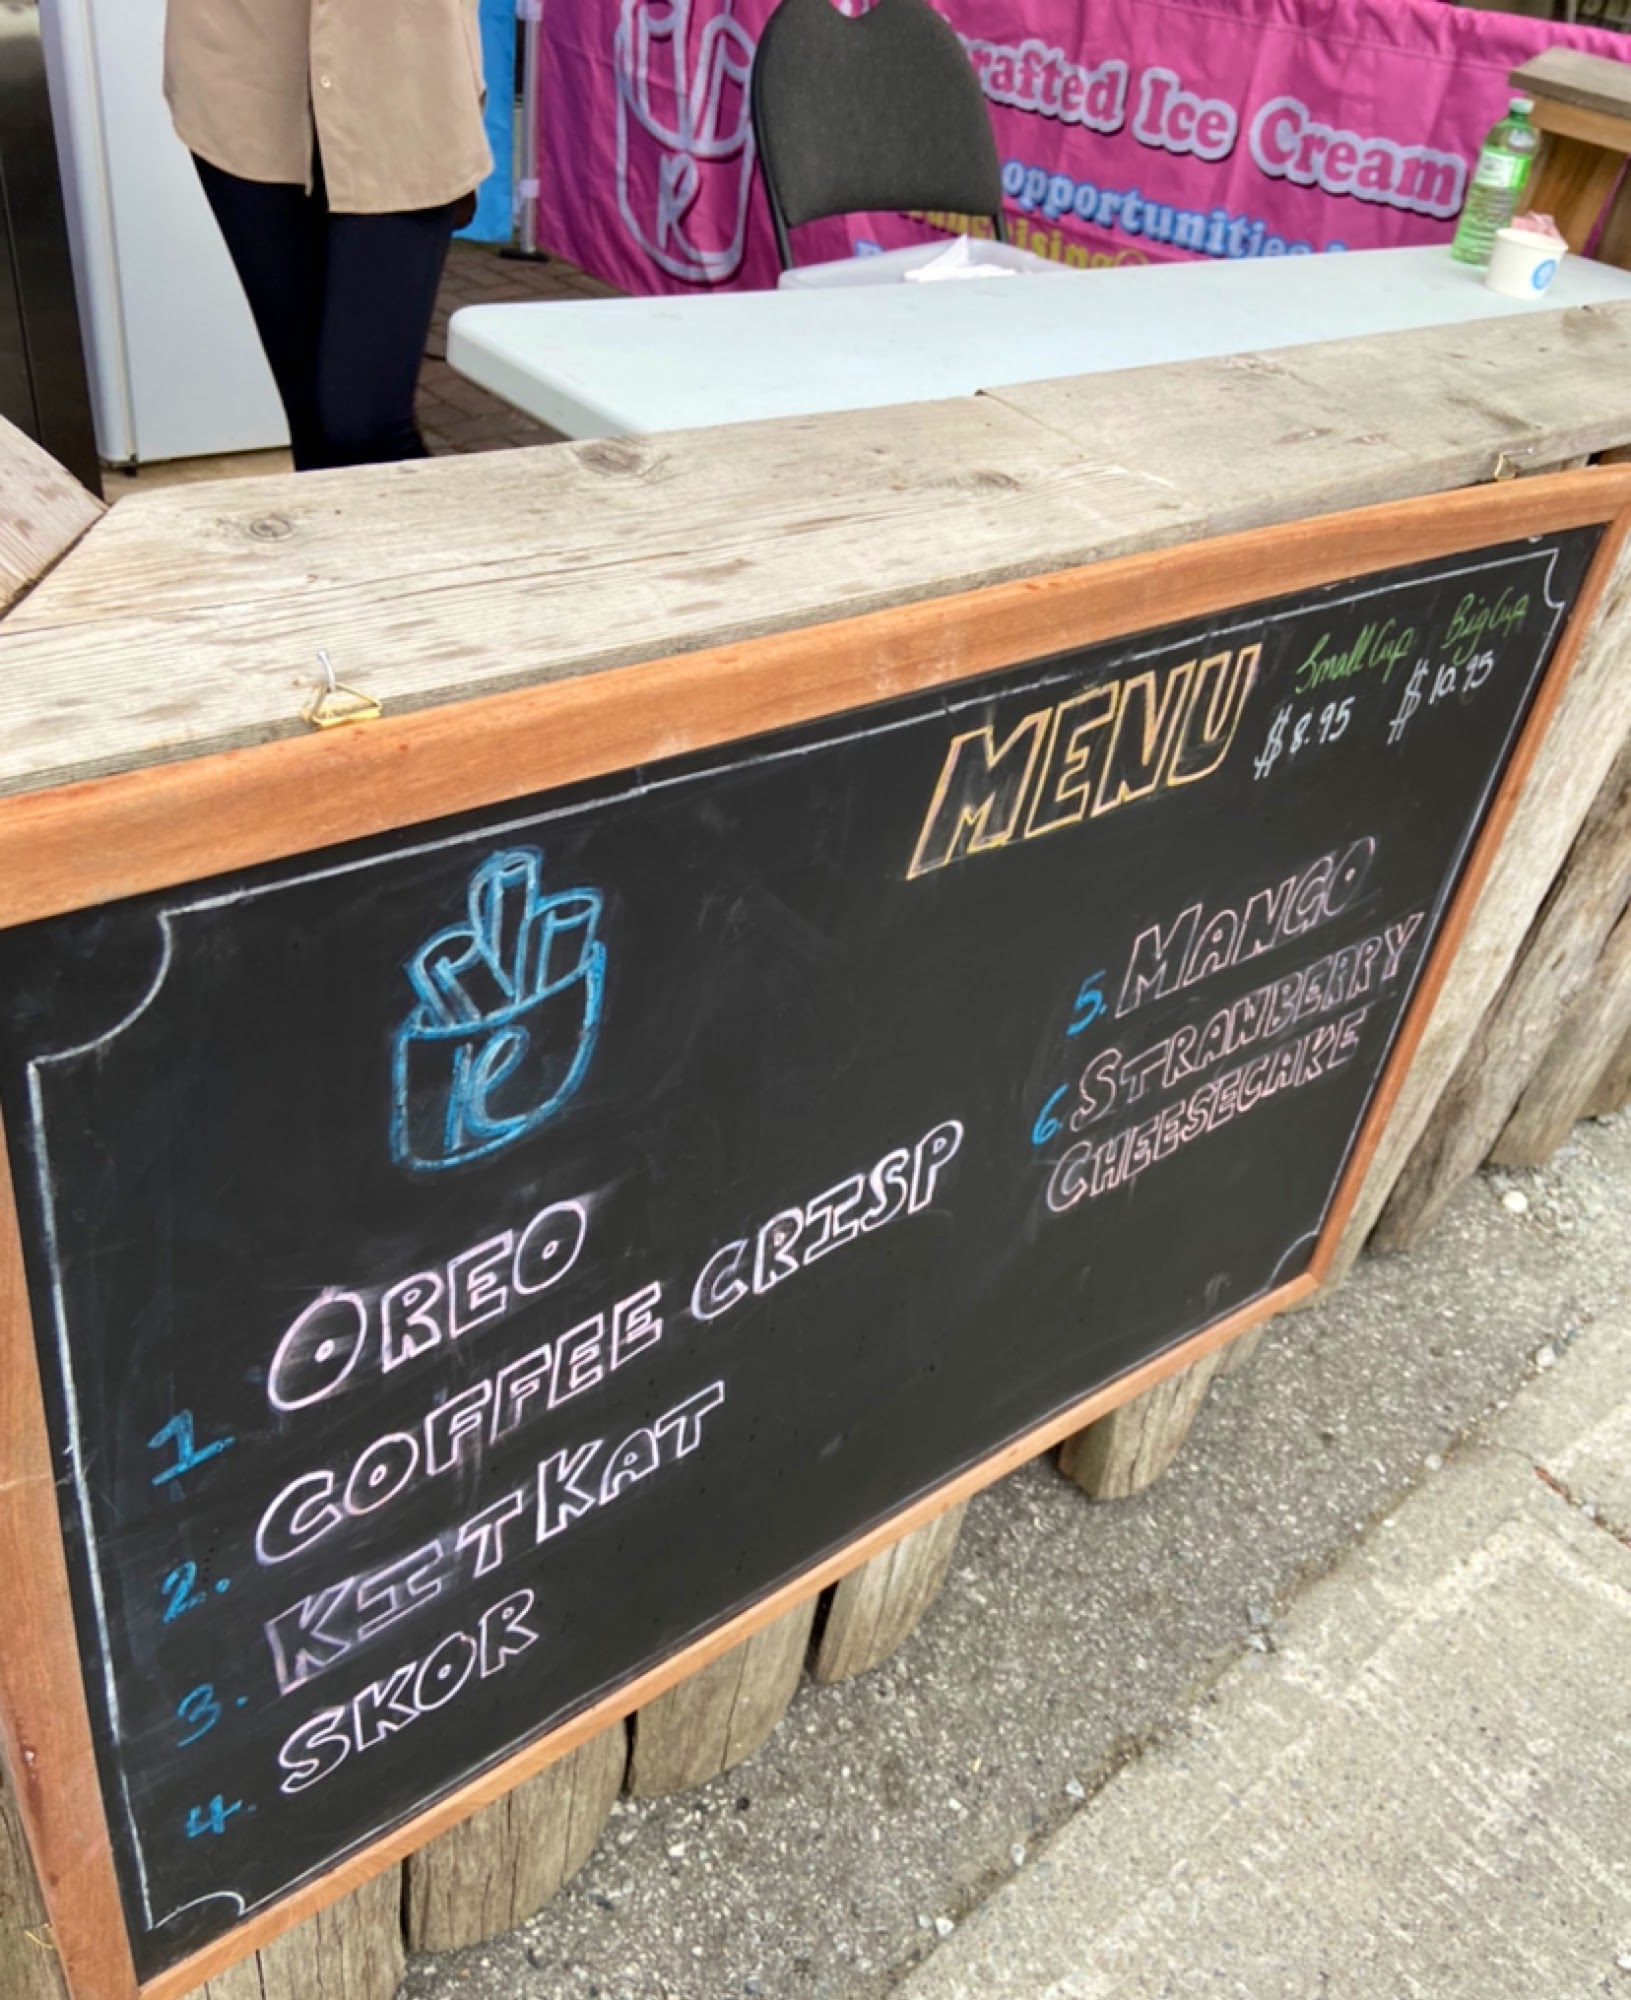 rafted Ice Cream
opportunities
R
MENU
Small Cup Big Cup
$8.95 $10.95
R
1. OREO
2. COFFEE CRISP
3. KITKAT
4. SKOR
5. MANGO
6. STRAWBERRY
CHEESECAKE